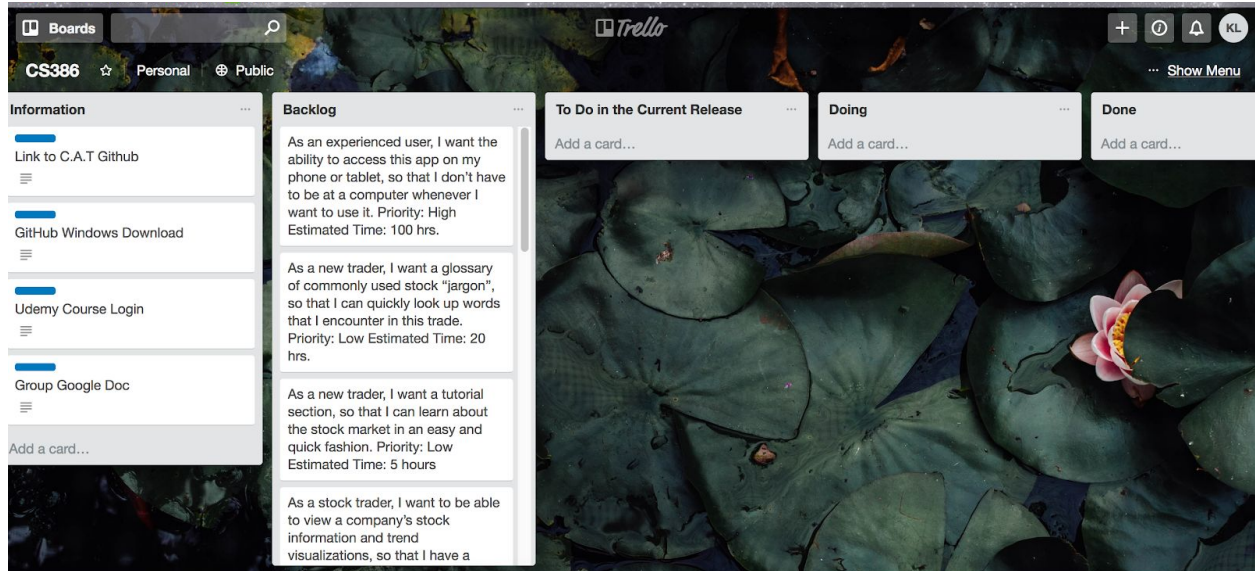 Boards
Trello
KL
CS386
Personal
Public
... Show Menu
Information
...
Link to C.A.T Github
GitHub Windows Download
Udemy Course Login
Group Google Doc
Add a card...
Backlog
...
As an experienced user, I want the
ability to access this app on my
phone or tablet, so that I don’t have
to be at a computer whenever I
want to use it. Priority: High
Estimated Time: 100 hrs.
As a new trader, I want a glossary
of commonly used stock “jargon”,
so that I can quickly look up words
that I encounter in this trade.
Priority: Low Estimated Time: 20
hrs.
As a new trader, I want a tutorial
section, so that I can learn about
the stock market in an easy and
quick fashion. Priority: Low
Estimated Time: 5 hours
As a stock trader, I want to be able
to view a company’s stock
information and trend
visualizations, so that I have a
To Do in the Current Release
...
Add a card...
Doing
...
Add a card...
Done
Add a card...